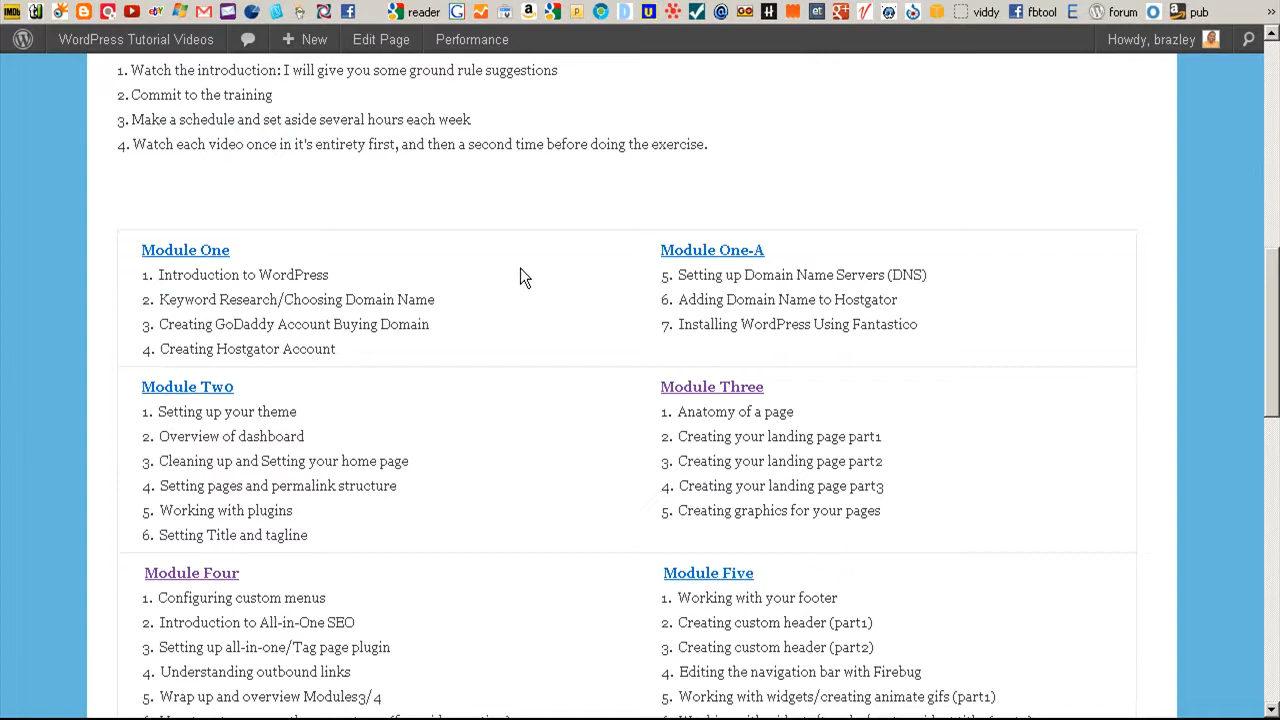 reader
viddy
fbtool
forum
pub
WordPress Tutorial Videos
New
Edit Page
Performance
Howdy, brazley
1. Watch the introduction: I will give you some ground rule suggestions
2. Commit to the training
3. Make a schedule and set aside several hours each week
4. Watch each video once in it's entirety first, and then a second time before doing the exercise.
Module One
1. Introduction to WordPress
2. Keyword Research/Choosing Domain Name
3. Creating GoDaddy Account Buying Domain
4. Creating Hostgator Account
Module One-A
5. Setting up Domain Name Servers (DNS)
6. Adding Domain Name to Hostgator
7. Installing WordPress Using Fantastico
Module Two
1. Setting up your theme
2. Overview of dashboard
3. Cleaning up and Setting your home page
4. Setting pages and permalink structure
5. Working with plugins
6. Setting Title and tagline
Module Three
1. Anatomy of a page
2. Creating your landing page part1
3. Creating your landing page part2
4. Creating your landing page part3
5. Creating graphics for your pages
Module Four
1. Configuring custom menus
2. Introduction to All-in-One SEO
3. Setting up all-in-one/Tag page plugin
4. Understanding outbound links
5. Wrap up and overview Modules3/4
Module Five
1. Working with your footer
2. Creating custom header (part1)
3. Creating custom header (part2)
4. Editing the navigation bar with Firebug
5. Working with widgets/creating animate gifs (part1)